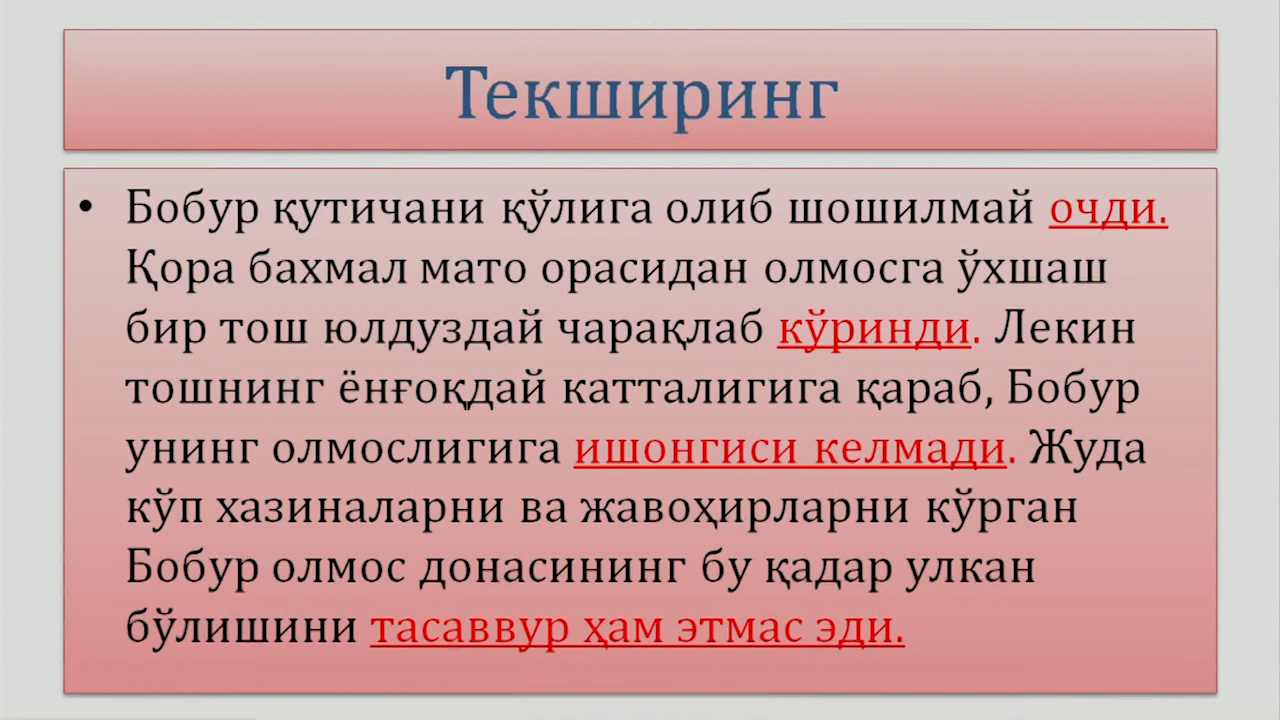 Текширинг
• Бобур қутичани қўлига олиб шошилмай очди.
Қора бахмал мато орасидан олмосга ўхшаш
бир тош юлдуздай чарақлаб кўринди. Лекин
тошнинг ёнғоқдай катталигига қараб, Бобур
унинг олмослигига ишонгиси келмади. Жуда
кўп хазиналарни ва жавоҳирларни кўрган
Бобур олмос донасининг бу қадар улкан
бўлишини тасаввур ҳам этмас эди.